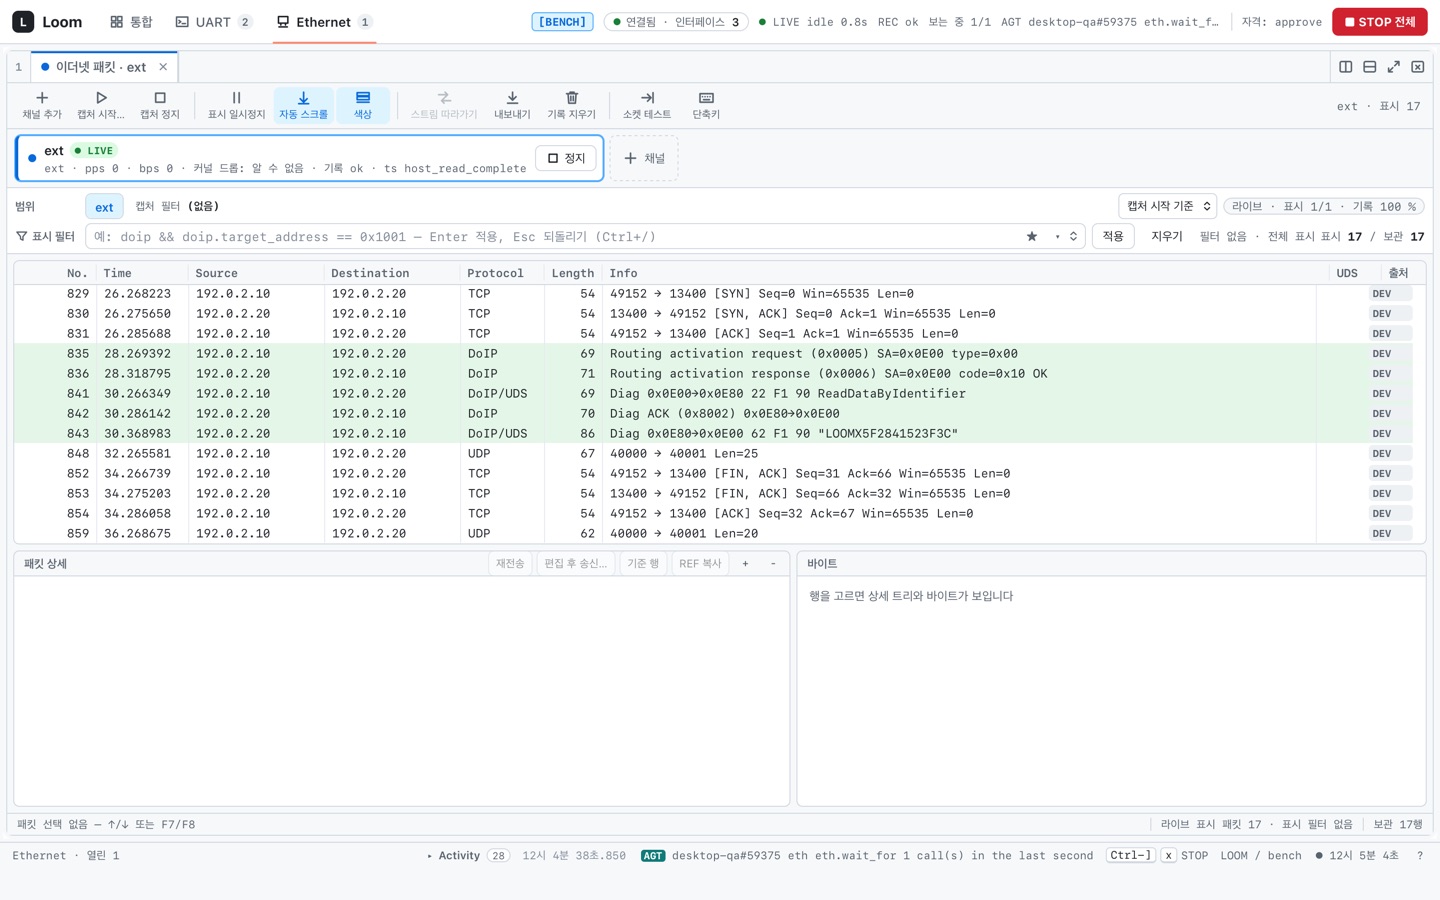 L Loom 통합 UART 2 Ethernet 1 [BENCH] 연결됨 · 인터페이스 3 LIVE idle 0.8s REC ok 보는 중 1/1 AGT desktop-qa#59375 eth.wait_f… 자격: approve STOP 전체
1 이더넷 패킷 · ext ×
채널 추가 캡처 시작… 캡처 정지 표시 일시정지 자동 스크롤 색상 스트림 따라가기 내보내기 기록 지우기 소켓 테스트 단축키 ext · 표시 17
ext LIVE
ext · pps 0 · bps 0 · 커널 드롭: 알 수 없음 · 기록 ok · ts host_read_complete 정지 + 채널
범위 ext 캡처 필터 (없음) 캡처 시작 기준 라이브 · 표시 1/1 · 기록 100 %
표시 필터 예: doip && doip.target_address == 0x1001 — Enter 적용, Esc 되돌리기 (Ctrl+/) 적용 지우기 필터 없음 · 전체 표시 표시 17 / 보관 17
No. Time Source Destination Protocol Length Info UDS 출처
829 26.268223 192.0.2.10 192.0.2.20 TCP 54 49152 → 13400 [SYN] Seq=0 Win=65535 Len=0 DEV
830 26.275650 192.0.2.20 192.0.2.10 TCP 54 13400 → 49152 [SYN, ACK] Seq=0 Ack=1 Win=65535 Len=0 DEV
831 26.285688 192.0.2.10 192.0.2.20 TCP 54 49152 → 13400 [ACK] Seq=1 Ack=1 Win=65535 Len=0 DEV
835 28.269392 192.0.2.10 192.0.2.20 DoIP 69 Routing activation request (0x0005) SA=0x0E00 type=0x00 DEV
836 28.318795 192.0.2.20 192.0.2.10 DoIP 71 Routing activation response (0x0006) SA=0x0E00 code=0x10 OK DEV
841 30.266349 192.0.2.10 192.0.2.20 DoIP/UDS 69 Diag 0x0E00→0x0E80 22 F1 90 ReadDataByIdentifier DEV
842 30.286142 192.0.2.20 192.0.2.10 DoIP 70 Diag ACK (0x8002) 0x0E80→0x0E00 DEV
843 30.368983 192.0.2.20 192.0.2.10 DoIP/UDS 86 Diag 0x0E80→0x0E00 62 F1 90 "LOOMX5F2841523F3C" DEV
848 32.265581 192.0.2.10 192.0.2.20 UDP 67 40000 → 40001 Len=25 DEV
852 34.266739 192.0.2.10 192.0.2.20 TCP 54 49152 → 13400 [FIN, ACK] Seq=31 Ack=66 Win=65535 Len=0 DEV
853 34.275203 192.0.2.20 192.0.2.10 TCP 54 13400 → 49152 [FIN, ACK] Seq=66 Ack=32 Win=65535 Len=0 DEV
854 34.286058 192.0.2.10 192.0.2.20 TCP 54 49152 → 13400 [ACK] Seq=32 Ack=67 Win=65535 Len=0 DEV
859 36.268675 192.0.2.10 192.0.2.20 UDP 62 40000 → 40001 Len=20 DEV
패킷 상세 재전송 편집 후 송신… 기준 행 REF 복사 + - 바이트
행을 고르면 상세 트리와 바이트가 보입니다
패킷 선택 없음 — ↑/↓ 또는 F7/F8 라이브 표시 패킷 17 · 표시 필터 없음 보관 17행
Ethernet · 열린 1 ▸ Activity 28 12시 4분 38초.850 AGT desktop-qa#59375 eth eth.wait_for 1 call(s) in the last second Ctrl-] x STOP LOOM / bench ● 12시 5분 4초 ?